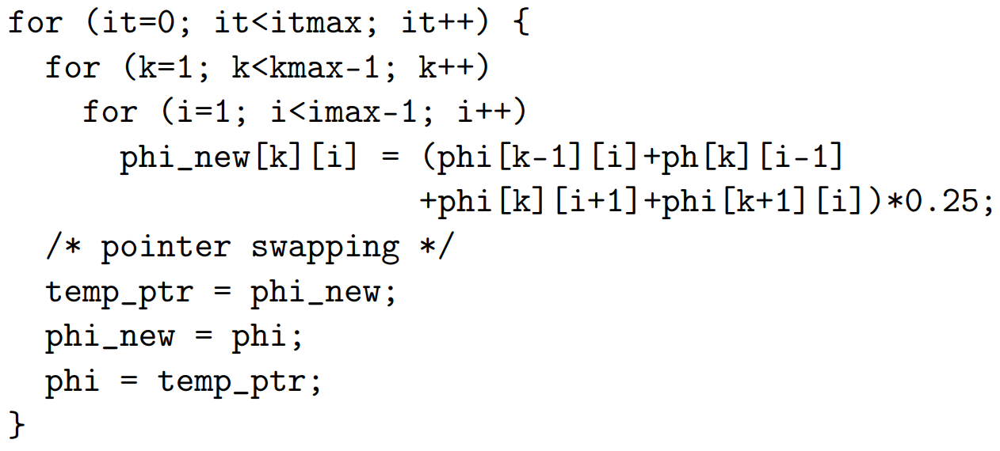 for (it=0; it<itmax; it++) {
for (k=1; k<kmax-1; k++)
for (i=1; i<imax-1; i++)
phi_new[k][i] = (phi[k-1][i]+ph[k][i-1]
+phi[k][i+1]+phi[k+1][i])*0.25;
/* pointer swapping */
temp_ptr = phi_new;
phi_new = phi;
phi = temp_ptr;
}